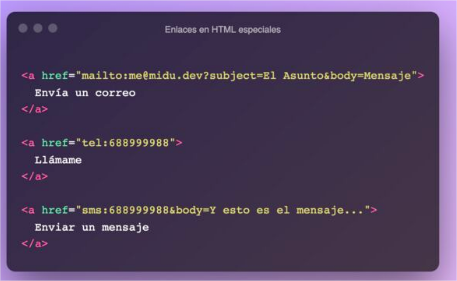 Enlaces en HTML especiales
<a href="mailto:me@midu.dev?subject=El Asunto&body=Mensaje">
Envía un correo
</a>
<a href="tel:688999988">
Llámame
</a>
<a href="sms:688999988&body=Y esto es el mensaje...">
Enviar un mensaje
</a>